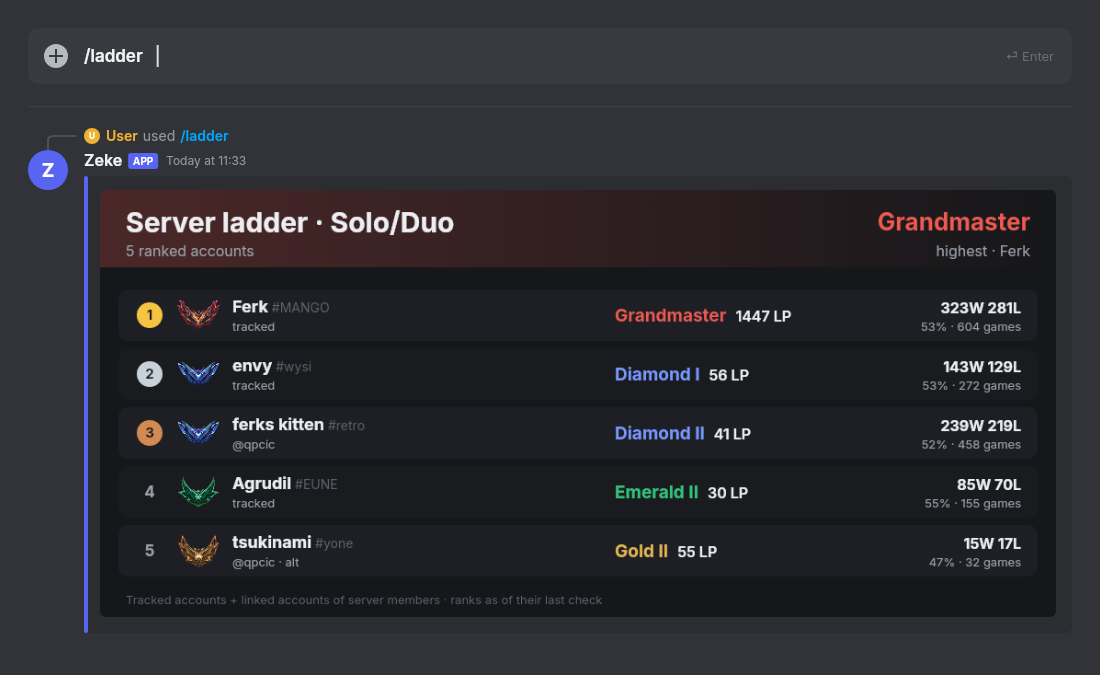 /ladder
⏎ Enter
U User used /ladder
Z
Zeke APP Today at 11:33
Server ladder · Solo/Duo
Grandmaster
5 ranked accounts
highest · Ferk
1
Ferk #MANGO
tracked
Grandmaster 1447 LP
323W 281L
53% · 604 games
2
envy #wysi
tracked
Diamond I 56 LP
143W 129L
53% · 272 games
3
ferks kitten #retro
@qpcic
Diamond II 41 LP
239W 219L
52% · 458 games
4
Agrudil #EUNE
tracked
Emerald II 30 LP
85W 70L
55% · 155 games
5
tsukinami #yone
@qpcic · alt
Gold II 55 LP
15W 17L
47% · 32 games
Tracked accounts + linked accounts of server members · ranks as of their last check